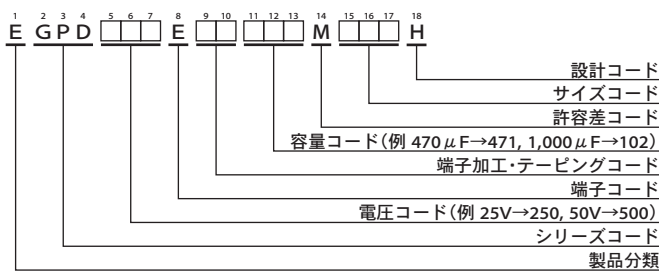 1 2 3 4 5 6 7 8 9 10 11 12 13 14 15 16 17 18
E GPD □□□ E □□ □□□ M □□□ H
設計コード
サイズコード
許容差コード
容量コード(例 470μF→471, 1,000μF→102)
端子加工・テーピングコード
端子コード
電圧コード(例 25V→250, 50V→500)
シリーズコード
製品分類